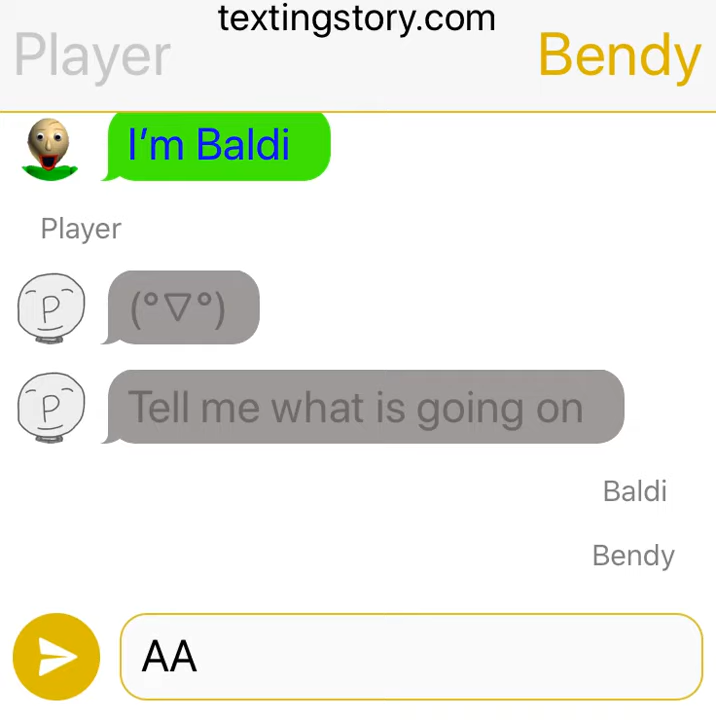 textingstory.com
Player
Bendy
I'm Baldi
Player
P
(°▽°)
P
Tell me what is going on
Baldi
Bendy
AA